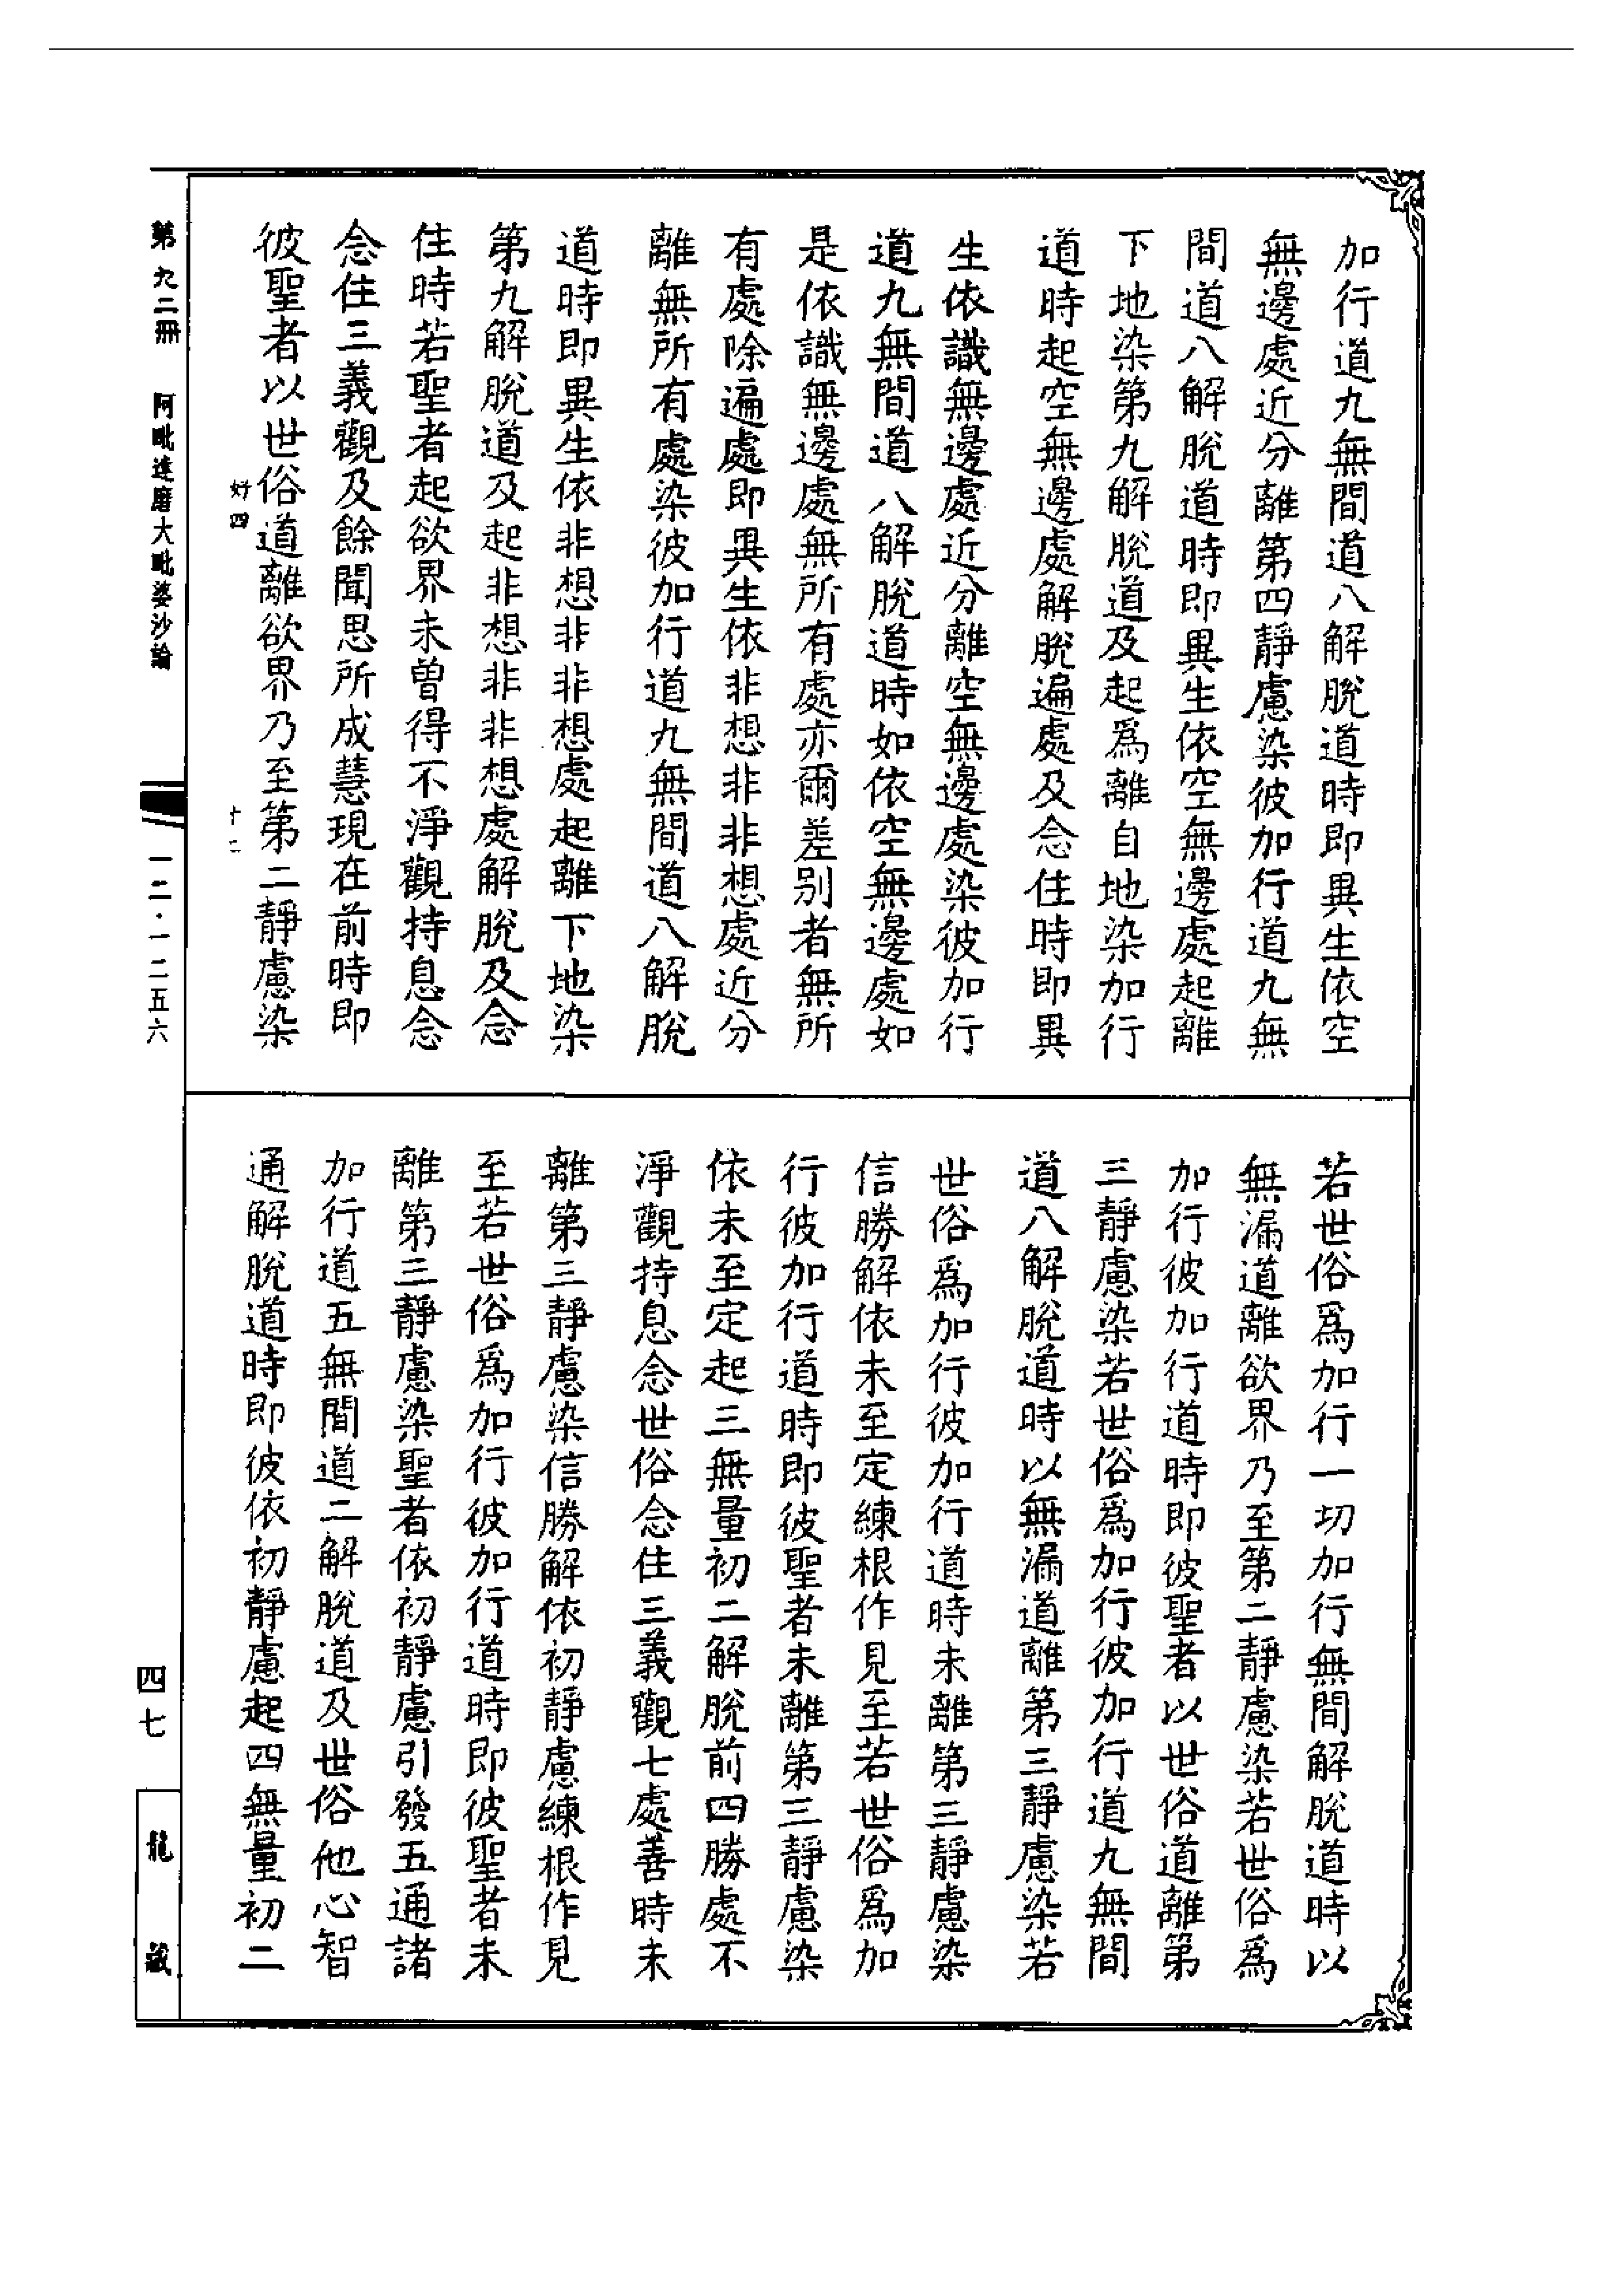 加行道九無間道八解脫道時即異生依空
無邊處近分離第四靜慮染彼加行道九無
間道八解脫道時即異生依空無邊處起離
下地染第九解脫道及起爲離自地染加行
道時起空無邊處解脫遍處及念住時即異
生依識無邊處近分離空無邊處染彼加行
道九無間道八解脫道時如依空無邊處如
是依識無邊處無所有處亦爾差別者無所
有處除遍處即異生依非想非非想處近分
離無所有處染彼加行道九無間道八解脫
道時即異生依非想非非想處起離下地染
第九解脫道及起非想非非想處解脫及念
住時若聖者起欲界未曾得不淨觀持息念
念住三義觀及餘聞思所成慧現在前時即
彼聖者以世俗道離欲界乃至第二靜慮染
好四
十二
若世俗爲加行一切加行無間解脫道時以
無漏道離欲界乃至第二靜慮染若世俗爲
加行彼加行道時即彼聖者以世俗道離第
三靜慮染若世俗爲加行彼加行道九無間
道八解脫道時以無漏道離第三靜慮染若
世俗爲加行彼加行道時未離第三靜慮染
信勝解依未至定練根作見至若世俗爲加
行彼加行道時即彼聖者未離第三靜慮染
依未至定起三無量初二解脫前四勝處不
淨觀持息念世俗念住三義觀七處善時未
離第三靜慮染信勝解依初靜慮練根作見
至若世俗爲加行彼加行道時即彼聖者未
離第三靜慮染聖者依初靜慮引發五通諸
加行道五無間道二解脫道及世俗他心智
通解脫道時即彼依初靜慮起四無量初二
第九二冊　阿毗達磨大毗婆沙論
一二·一二五六
四七
龍藏